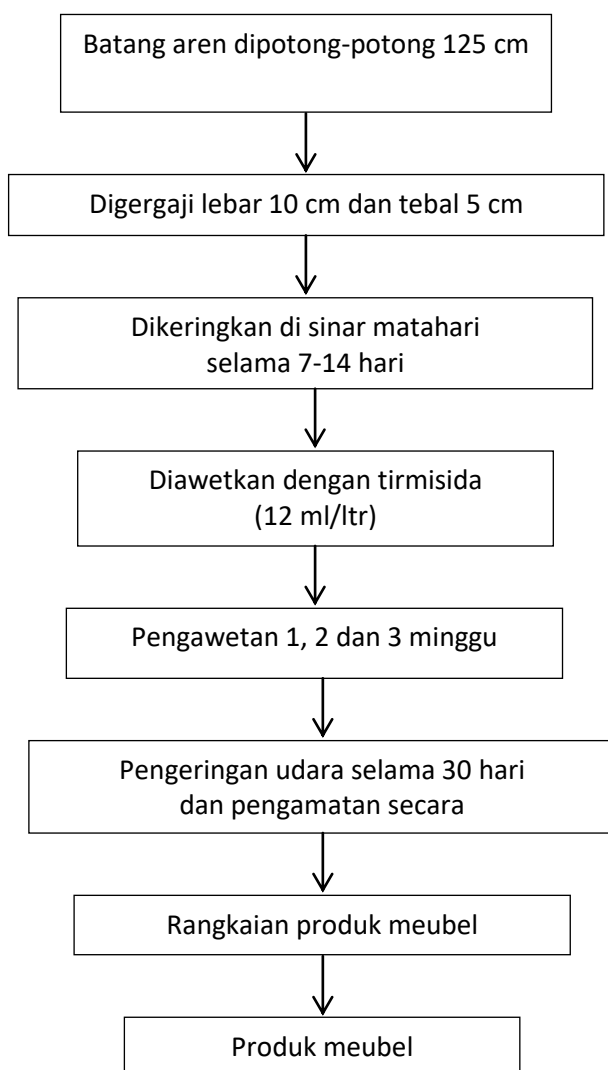 Batang aren dipotong-potong 125 cm
Digergaji lebar 10 cm dan tebal 5 cm
Dikeringkan di sinar matahari
selama 7-14 hari
Diawetkan dengan tirmisida
(12 ml/ltr)
Pengawetan 1, 2 dan 3 minggu
Pengeringan udara selama 30 hari
dan pengamatan secara
Rangkaian produk meubel
Produk meubel